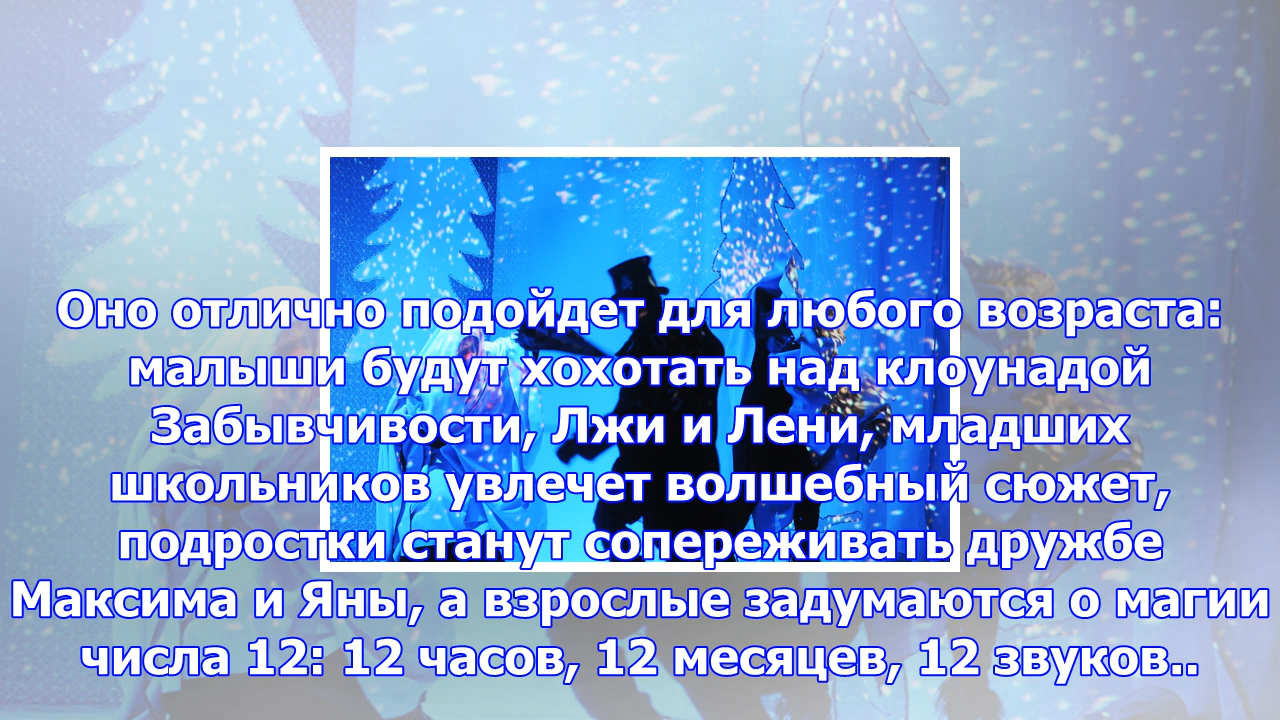 Оно отлично подойдет для любого возраста:
малыши будут хохотать над клоунадой
Забывчивости, Лжи и Лени, младших
школьников увлечет волшебный сюжет,
подростки станут сопереживать дружбе
Максима и Яны, а взрослые задумаются о магии
числа 12: 12 часов, 12 месяцев, 12 звуков..